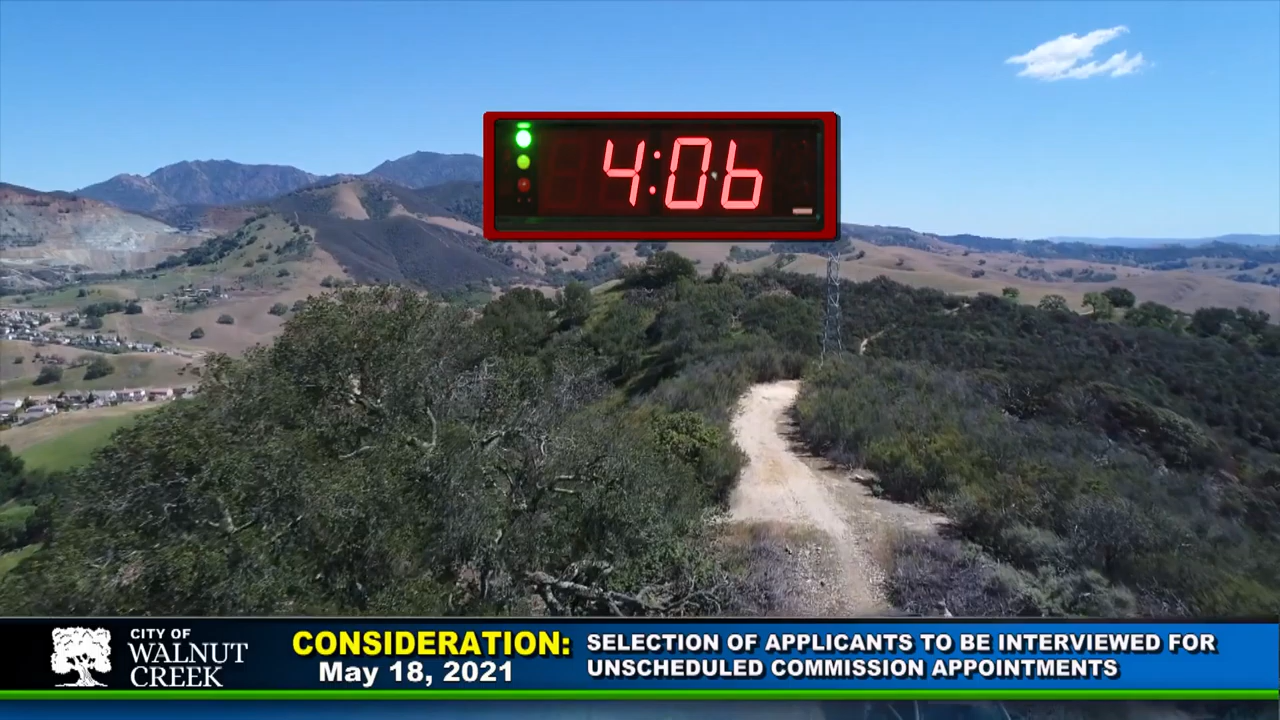 4:06
CITY OF
WALNUT
CREEK
CONSIDERATION:
May 18, 2021
SELECTION OF APPLICANTS TO BE INTERVIEWED FOR
UNSCHEDULED COMMISSION APPOINTMENTS